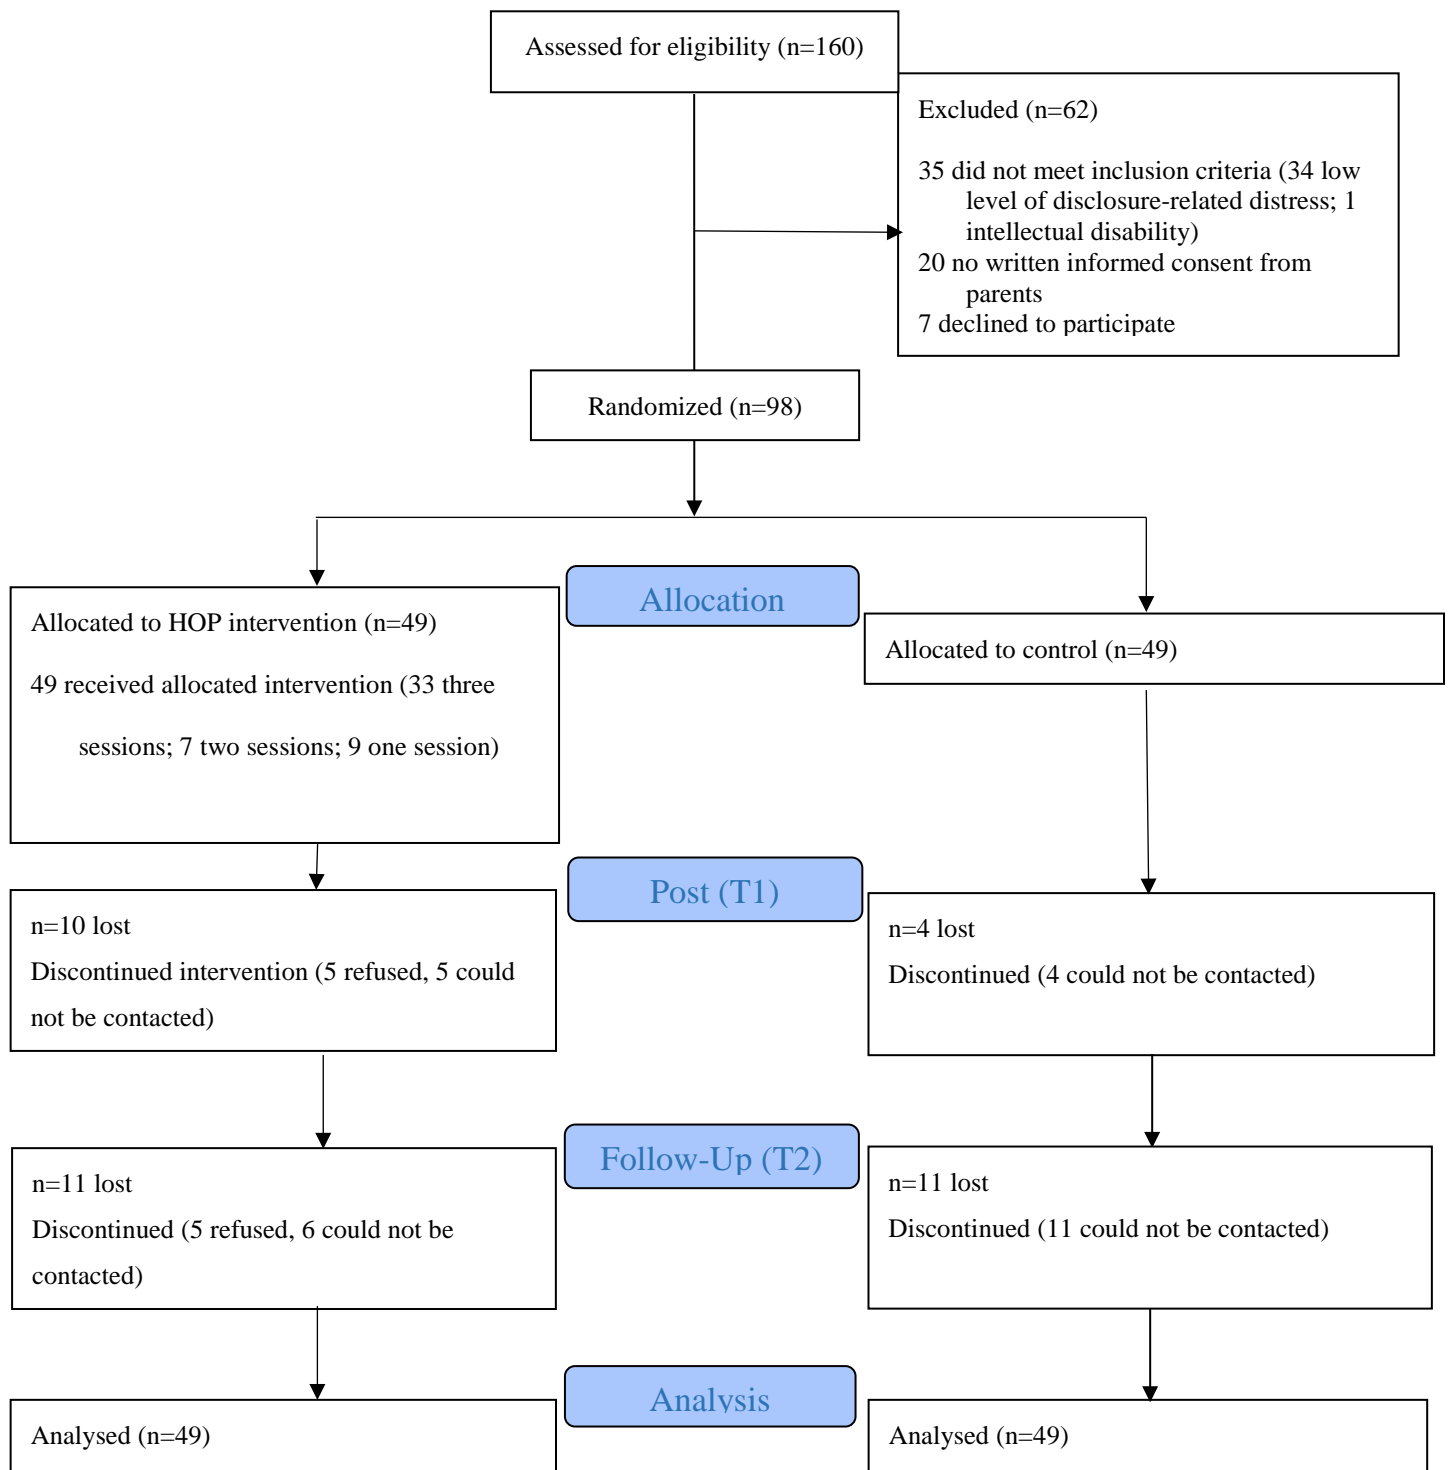 Assessed for eligibility (n=160)
Excluded (n=62)
35 did not meet inclusion criteria (34 low
level of disclosure-related distress; 1
intellectual disability)
20 no written informed consent from
parents
7 declined to participate
Randomized (n=98)
Allocation
Allocated to HOP intervention (n=49)
49 received allocated intervention (33 three
sessions; 7 two sessions; 9 one session)
Allocated to control (n=49)
Post (T1)
n=10 lost
Discontinued intervention (5 refused, 5 could
not be contacted)
n=4 lost
Discontinued (4 could not be contacted)
Follow-Up (T2)
n=11 lost
Discontinued (5 refused, 6 could not be
contacted)
n=11 lost
Discontinued (11 could not be contacted)
Analysis
Analysed (n=49)
Analysed (n=49)